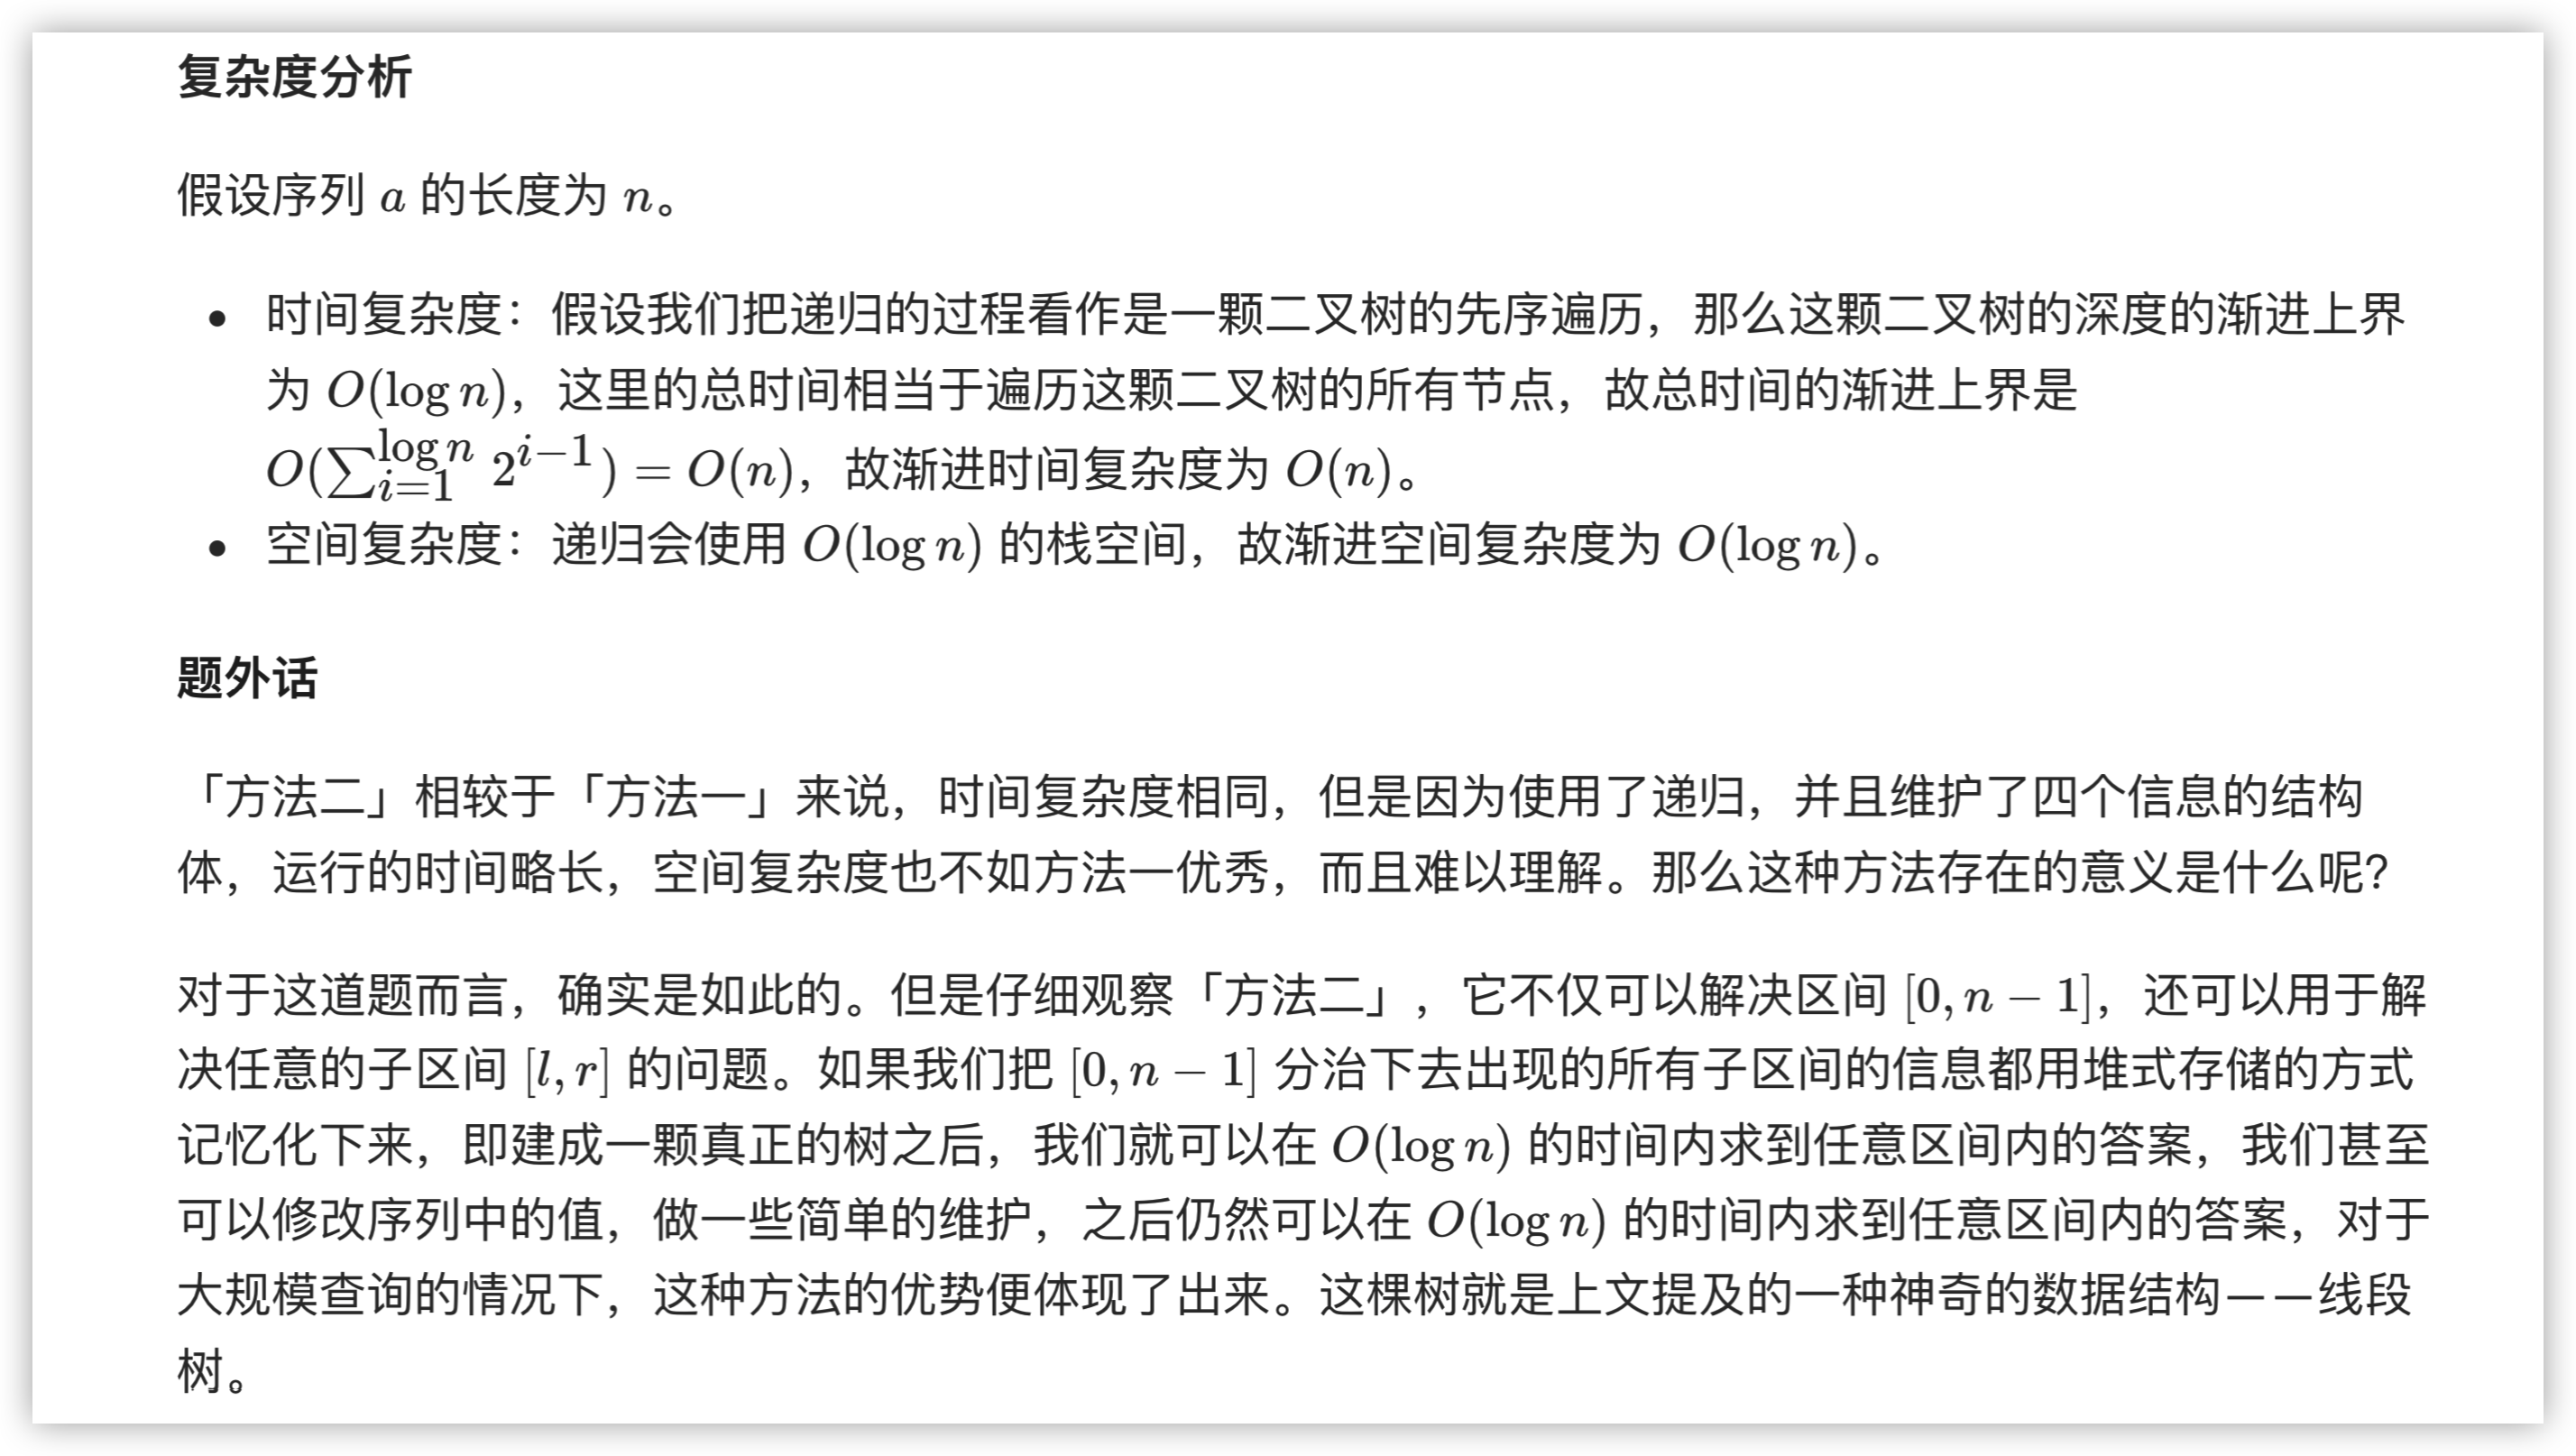 复杂度分析
假设序列 a 的长度为 n。
• 时间复杂度：假设我们把递归的过程看作是一颗二叉树的先序遍历，那么这颗二叉树的深度的渐进上界
为 O(log n)，这里的总时间相当于遍历这颗二叉树的所有节点，故总时间的渐进上界是
O(∑_{i=1}^{log n} 2^{i−1}) = O(n)，故渐进时间复杂度为 O(n)。
• 空间复杂度：递归会使用 O(log n) 的栈空间，故渐进空间复杂度为 O(log n)。
题外话
「方法二」相较于「方法一」来说，时间复杂度相同，但是因为使用了递归，并且维护了四个信息的结构
体，运行的时间略长，空间复杂度也不如方法一优秀，而且难以理解。那么这种方法存在的意义是什么呢？
对于这道题而言，确实是如此的。但是仔细观察「方法二」，它不仅可以解决区间 [0, n − 1]，还可以用于解
决任意的子区间 [l, r] 的问题。如果我们把 [0, n − 1] 分治下去出现的所有子区间的信息都用堆式存储的方式
记忆化下来，即建成一颗真正的树之后，我们就可以在 O(log n) 的时间内求到任意区间内的答案，我们甚至
可以修改序列中的值，做一些简单的维护，之后仍然可以在 O(log n) 的时间内求到任意区间内的答案，对于
大规模查询的情况下，这种方法的优势便体现了出来。这棵树就是上文提及的一种神奇的数据结构——线段
树。